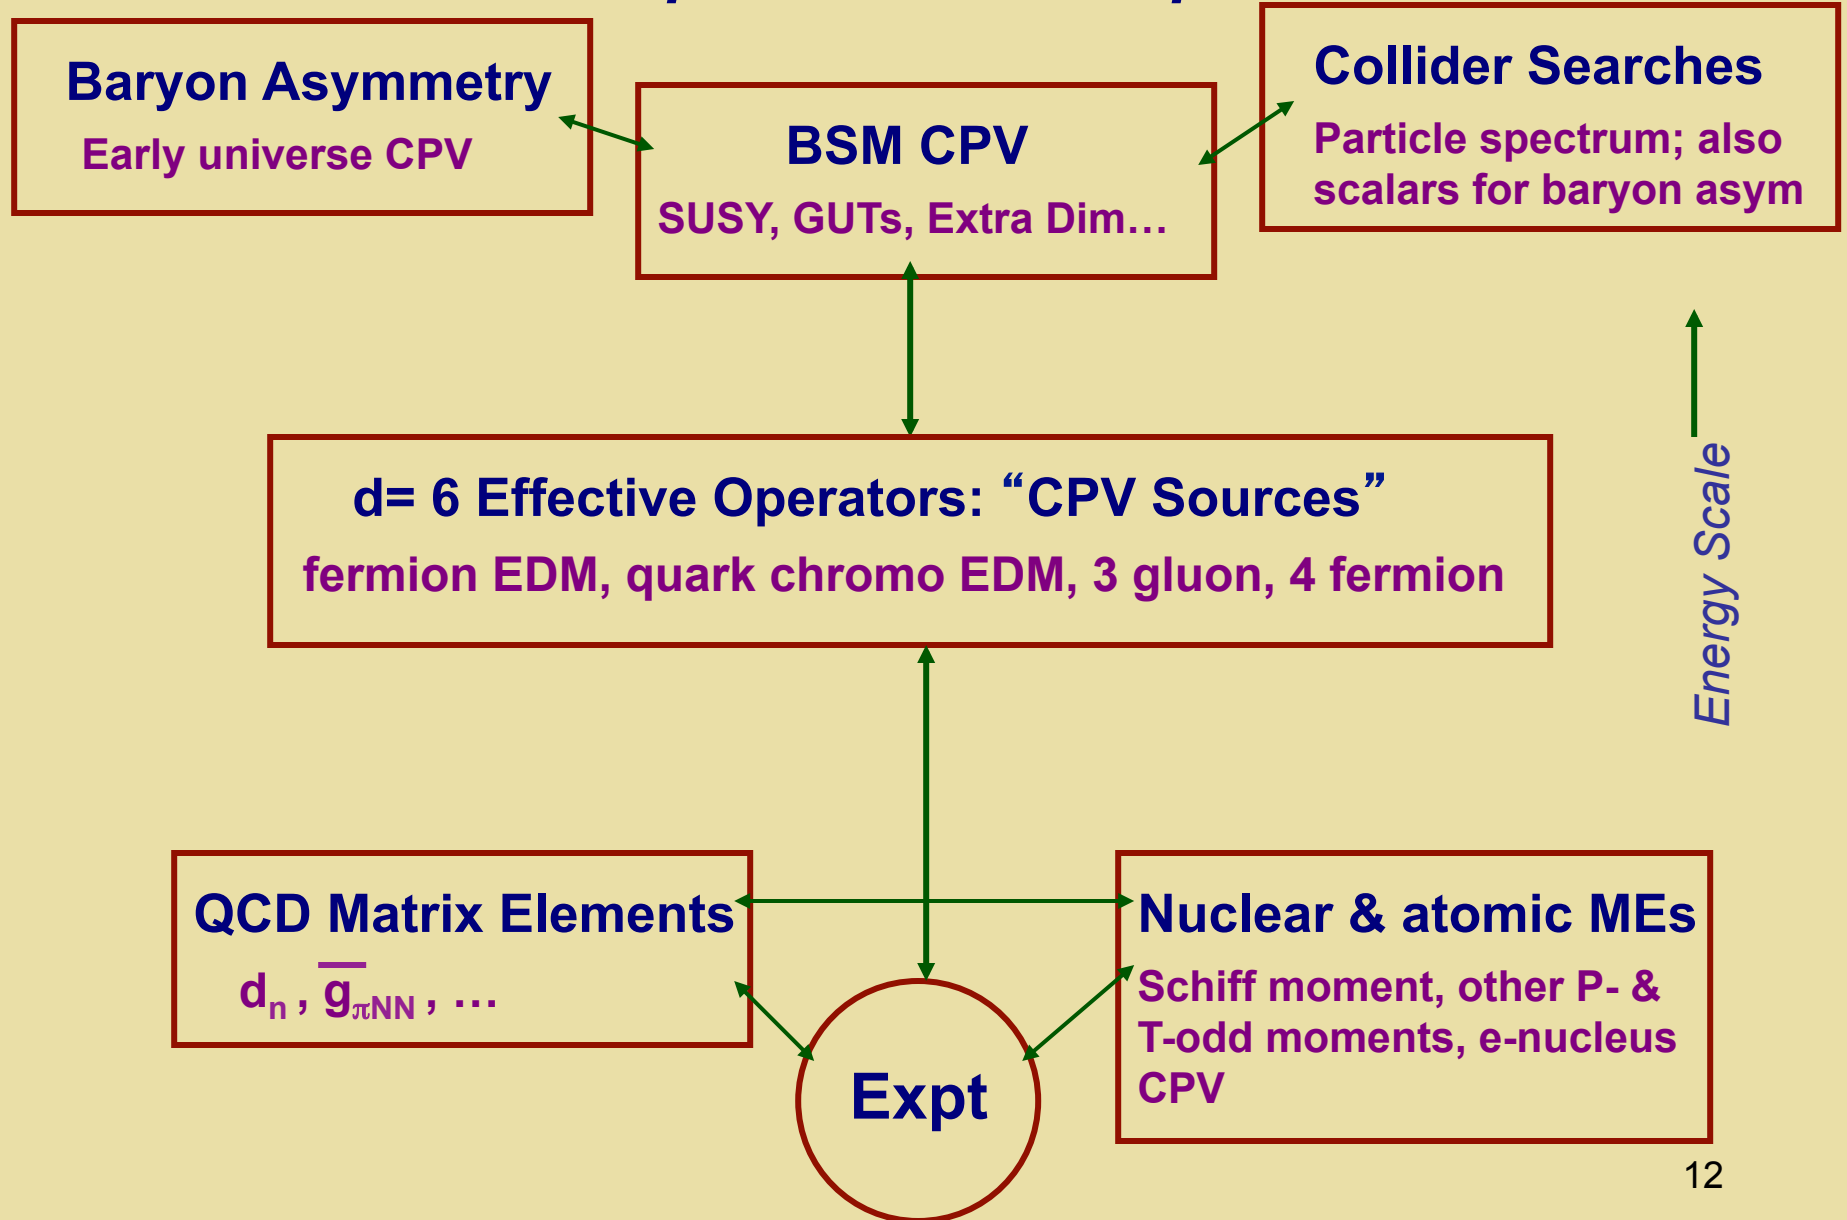 Baryon Asymmetry
Early universe CPV
BSM CPV
SUSY, GUTs, Extra Dim…
Collider Searches
Particle spectrum; also
scalars for baryon asym
d= 6 Effective Operators: “CPV Sources”
fermion EDM, quark chromo EDM, 3 gluon, 4 fermion
Energy Scale
QCD Matrix Elements
dₙ , g̅πNN , …
Nuclear & atomic MEs
Schiff moment, other P- &
T-odd moments, e-nucleus
CPV
Expt
12